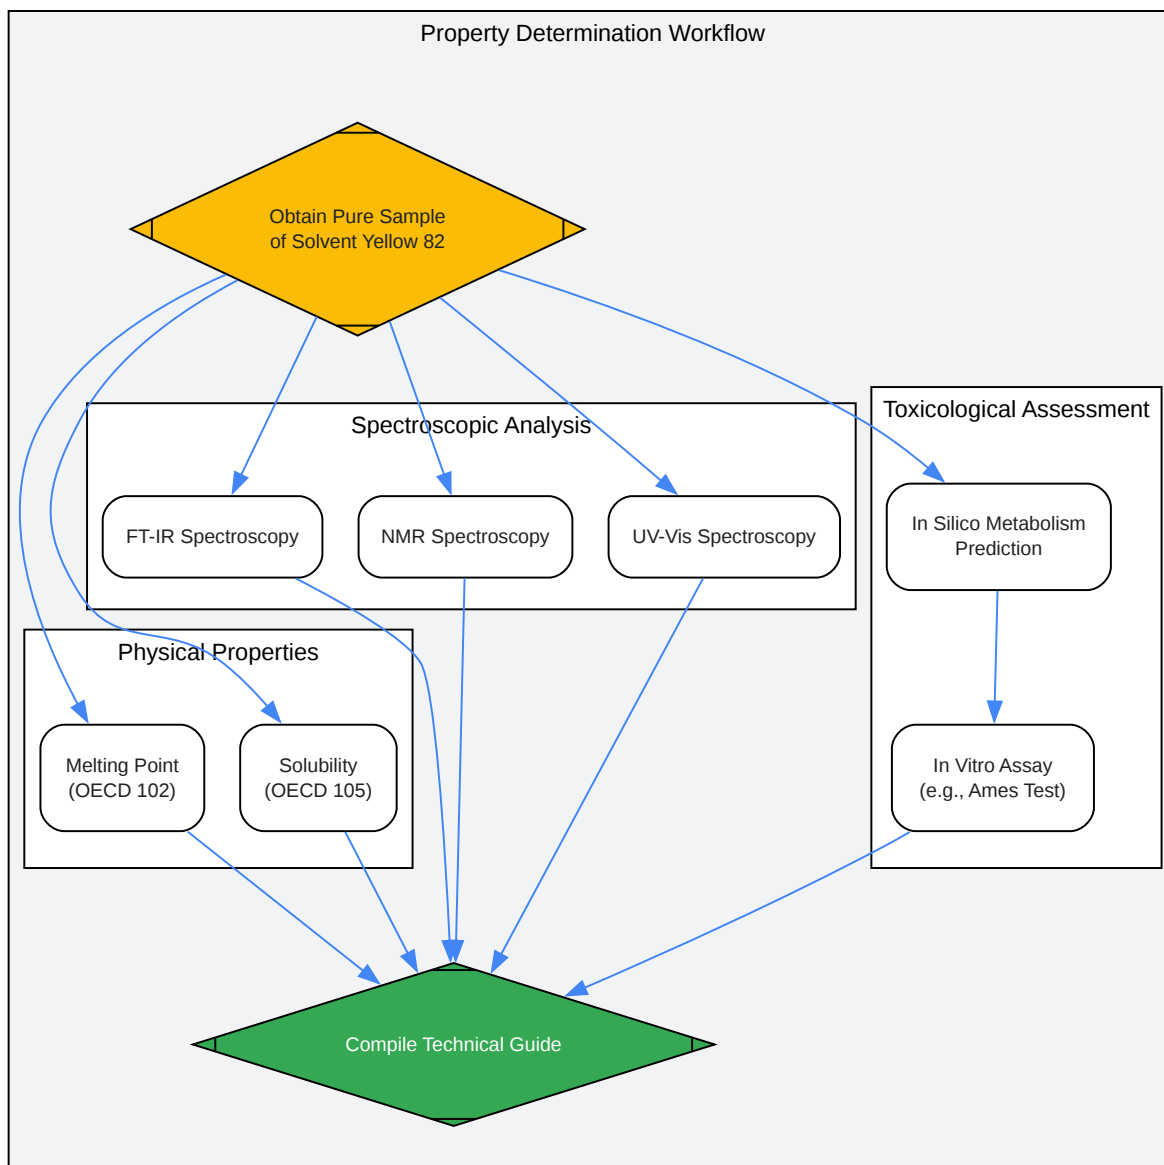 Property Determination Workflow
Obtain Pure Sample
of Solvent Yellow 82
Spectroscopic Analysis
FT-IR Spectroscopy
NMR Spectroscopy
UV-Vis Spectroscopy
Toxicological Assessment
In Silico Metabolism
Prediction
In Vitro Assay
(e.g., Ames Test)
Physical Properties
Melting Point
(OECD 102)
Solubility
(OECD 105)
Compile Technical Guide